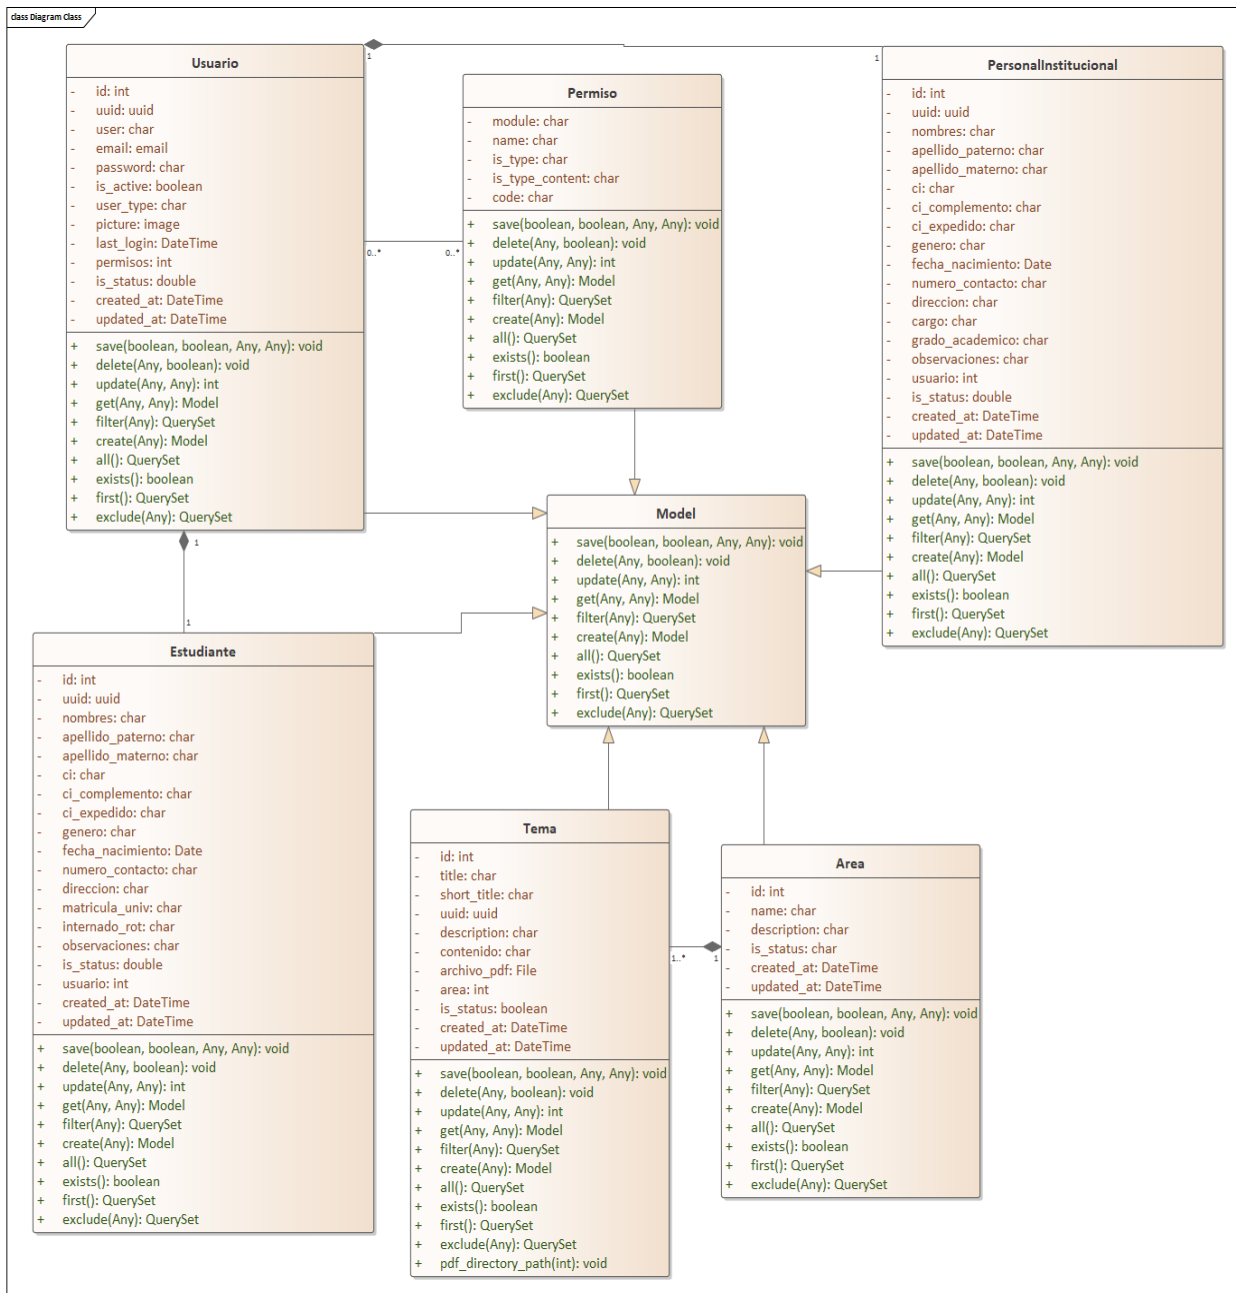 class Diagram Class
Usuario
- id: int
- uuid: uuid
- user: char
- email: email
- password: char
- is_active: boolean
- user_type: char
- picture: image
- last_login: DateTime
- permisos: int
- is_status: double
- created_at: DateTime
- updated_at: DateTime
+ save(boolean, boolean, Any, Any): void
+ delete(Any, boolean): void
+ update(Any, Any): int
+ get(Any, Any): Model
+ filter(Any): QuerySet
+ create(Any): Model
+ all(): QuerySet
+ exists(): boolean
+ first(): QuerySet
+ exclude(Any): QuerySet
1
1
0..*
0..*
Permiso
- module: char
- name: char
- is_type: char
- is_type_content: char
- code: char
+ save(boolean, boolean, Any, Any): void
+ delete(Any, boolean): void
+ update(Any, Any): int
+ get(Any, Any): Model
+ filter(Any): QuerySet
+ create(Any): Model
+ all(): QuerySet
+ exists(): boolean
+ first(): QuerySet
+ exclude(Any): QuerySet
PersonalInstitucional
- id: int
- uuid: uuid
- nombres: char
- apellido_paterno: char
- apellido_materno: char
- ci: char
- ci_complemento: char
- ci_expedido: char
- genero: char
- fecha_nacimiento: Date
- numero_contacto: char
- direccion: char
- cargo: char
- grado_academico: char
- observaciones: char
- usuario: int
- is_status: double
- created_at: DateTime
- updated_at: DateTime
+ save(boolean, boolean, Any, Any): void
+ delete(Any, boolean): void
+ update(Any, Any): int
+ get(Any, Any): Model
+ filter(Any): QuerySet
+ create(Any): Model
+ all(): QuerySet
+ exists(): boolean
+ first(): QuerySet
+ exclude(Any): QuerySet
Model
+ save(boolean, boolean, Any, Any): void
+ delete(Any, boolean): void
+ update(Any, Any): int
+ get(Any, Any): Model
+ filter(Any): QuerySet
+ create(Any): Model
+ all(): QuerySet
+ exists(): boolean
+ first(): QuerySet
+ exclude(Any): QuerySet
1
1
Estudiante
- id: int
- uuid: uuid
- nombres: char
- apellido_paterno: char
- apellido_materno: char
- ci: char
- ci_complemento: char
- ci_expedido: char
- genero: char
- fecha_nacimiento: Date
- numero_contacto: char
- direccion: char
- matricula_univ: char
- internado_rot: char
- observaciones: char
- is_status: double
- usuario: int
- created_at: DateTime
- updated_at: DateTime
+ save(boolean, boolean, Any, Any): void
+ delete(Any, boolean): void
+ update(Any, Any): int
+ get(Any, Any): Model
+ filter(Any): QuerySet
+ create(Any): Model
+ all(): QuerySet
+ exists(): boolean
+ first(): QuerySet
+ exclude(Any): QuerySet
Tema
- id: int
- title: char
- short_title: char
- uuid: uuid
- description: char
- contenido: char
- archivo_pdf: File
- area: int
- is_status: boolean
- created_at: DateTime
- updated_at: DateTime
+ save(boolean, boolean, Any, Any): void
+ delete(Any, boolean): void
+ update(Any, Any): int
+ get(Any, Any): Model
+ filter(Any): QuerySet
+ create(Any): Model
+ all(): QuerySet
+ exists(): boolean
+ first(): QuerySet
+ exclude(Any): QuerySet
+ pdf_directory_path(int): void
1..*
1
Area
- id: int
- name: char
- description: char
- is_status: char
- created_at: DateTime
- updated_at: DateTime
+ save(boolean, boolean, Any, Any): void
+ delete(Any, boolean): void
+ update(Any, Any): int
+ get(Any, Any): Model
+ filter(Any): QuerySet
+ create(Any): Model
+ all(): QuerySet
+ exists(): boolean
+ first(): QuerySet
+ exclude(Any): QuerySet